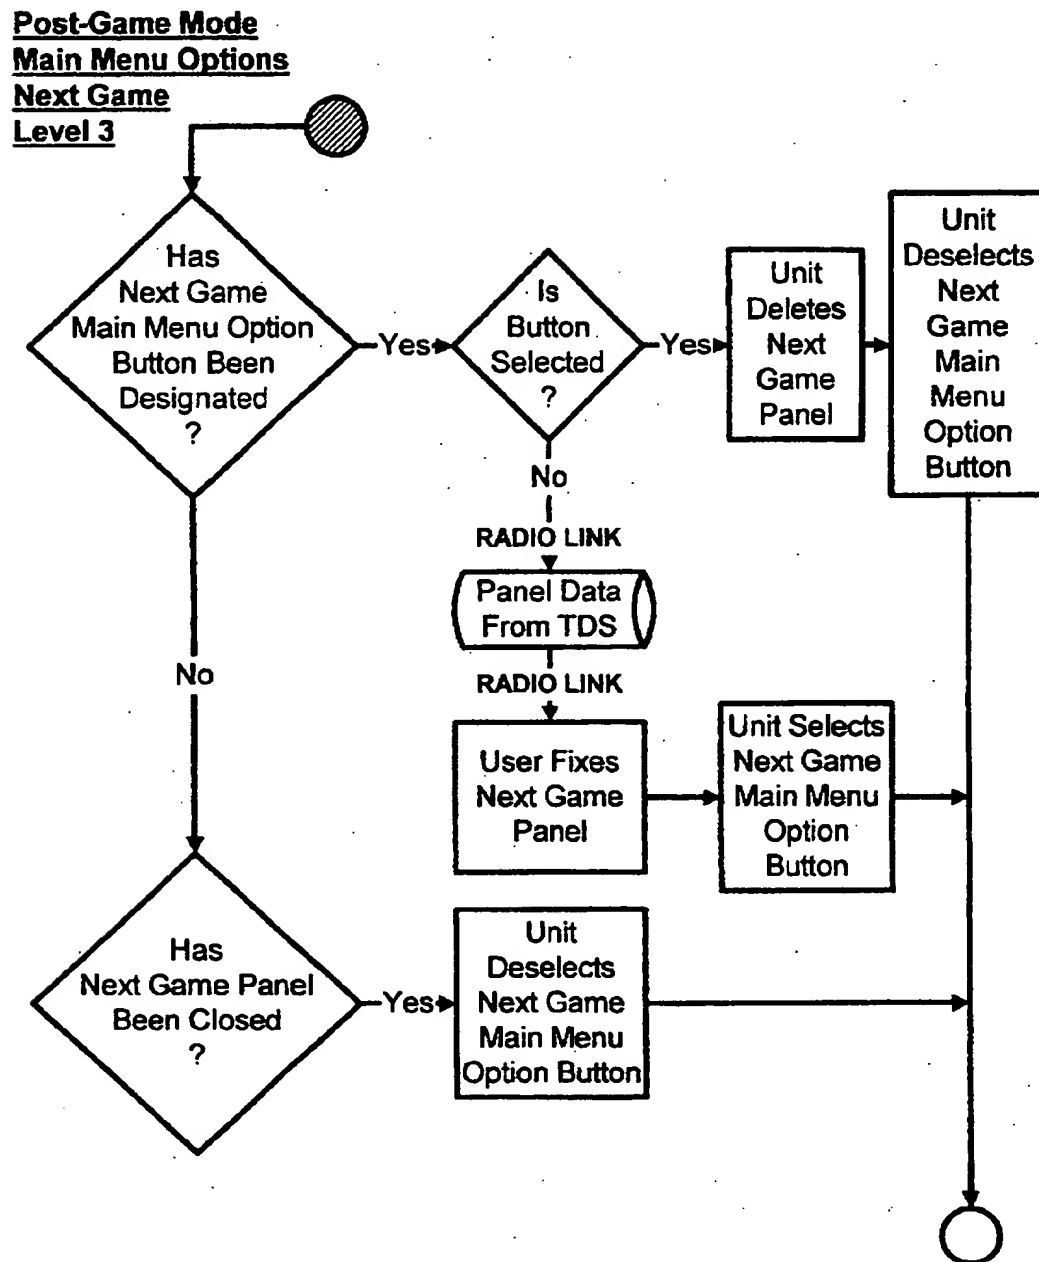 Post-Game Mode
Main Menu Options
Next Game
Level 3
Has
Next Game
Main Menu Option
Button Been
Designated
?
Yes
Is
Button
Selected
?
Yes
Unit
Deletes
Next
Game
Panel
Unit
Deselects
Next
Game
Main
Menu
Option
Button
No
RADIO LINK
Panel Data
From TDS
RADIO LINK
No
User Fixes
Next Game
Panel
Unit Selects
Next Game
Main Menu
Option
Button
Has
Next Game Panel
Been Closed
?
Yes
Unit
Deselects
Next Game
Main Menu
Option Button